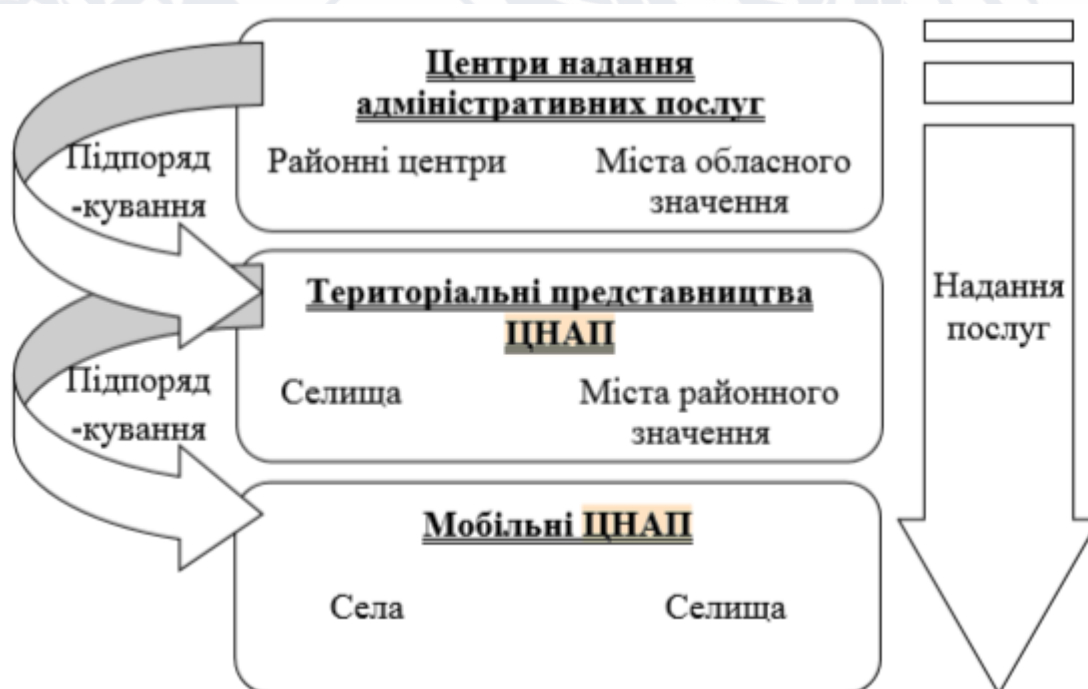 Центри надання
адміністративних послуг
Районні центри
Міста обласного
значення
Підпоряд
-кування
Територіальні представництва
ЦНАП
Селища
Міста районного
значення
Підпоряд
-кування
Мобільні ЦНАП
Села
Селища
Надання
послуг